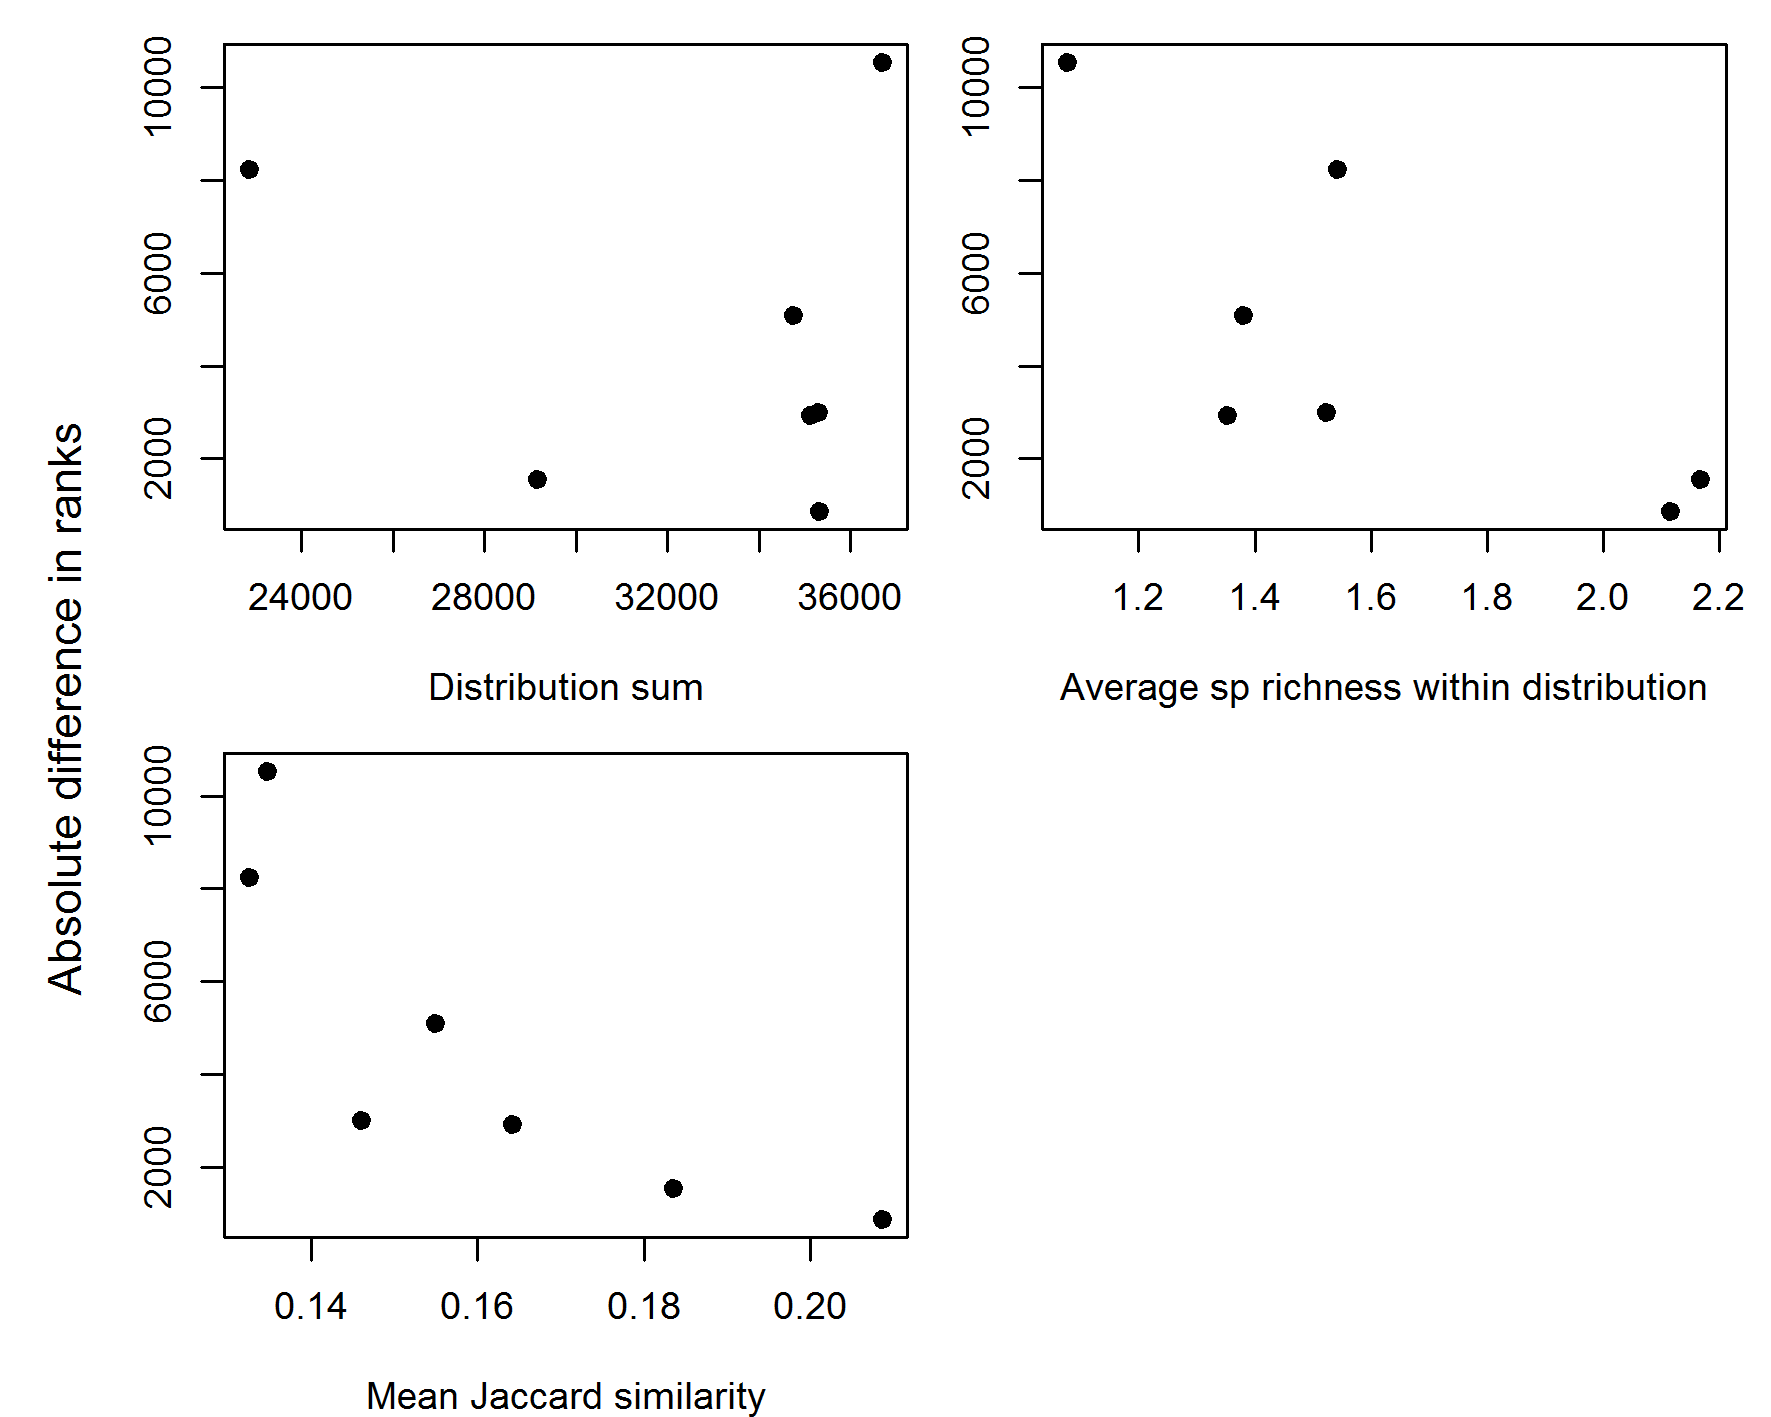 Absolute difference in ranks
10000
6000
2000
24000 28000 32000 36000
Distribution sum
10000
6000
2000
1.2 1.4 1.6 1.8 2.0 2.2
Average sp richness within distribution
10000
6000
2000
0.14 0.16 0.18 0.20
Mean Jaccard similarity